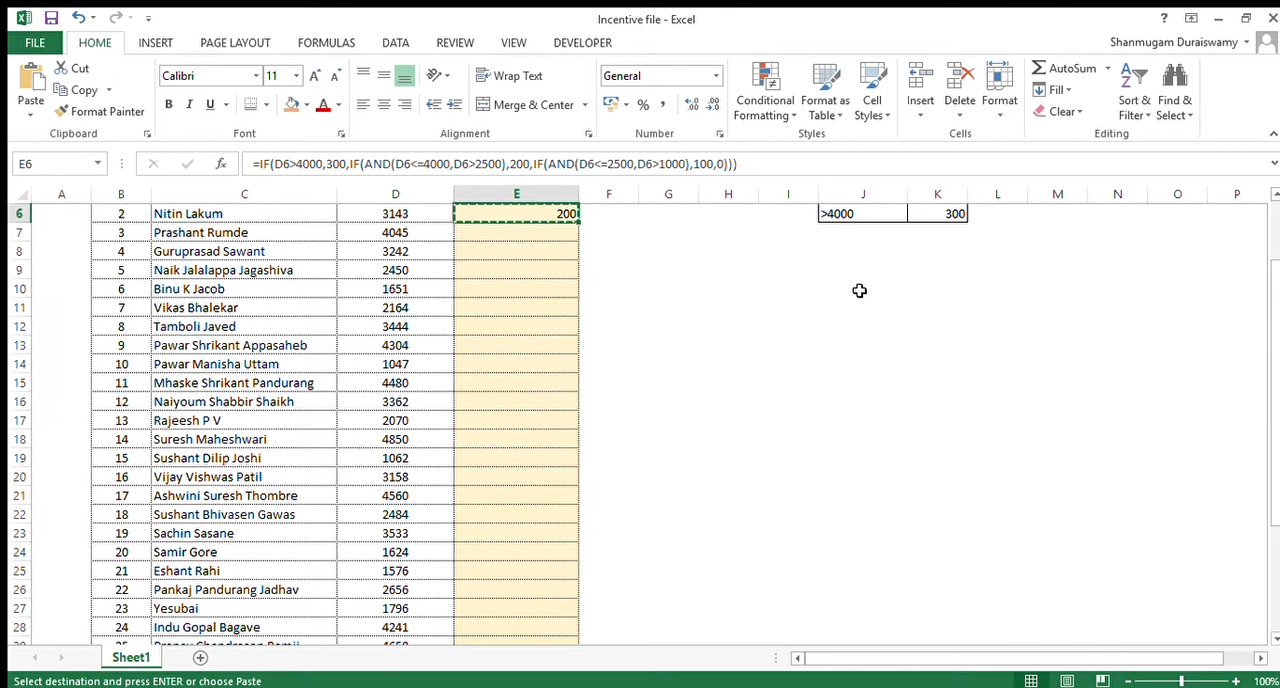 Incentive file - Excel
FILE HOME INSERT PAGE LAYOUT FORMULAS DATA REVIEW VIEW DEVELOPER Shanmugam Duraiswamy
Paste Cut Copy Format Painter Clipboard
Calibri 11 B I U A Font
Wrap Text Merge & Center Alignment
General % , Number
Conditional Formatting Format as Table Cell Styles Styles
Insert Delete Format Cells
AutoSum Fill Clear Sort & Filter Find & Select Editing
E6 fx =IF(D6>4000,300,IF(AND(D6<=4000,D6>2500),200,IF(AND(D6<=2500,D6>1000),100,0)))
A B C D E F G H I J K L M N O P
6 2 Nitin Lakum 3143 200 >4000 300
7 3 Prashant Rumde 4045
8 4 Guruprasad Sawant 3242
9 5 Naik Jalalappa Jagashiva 2450
10 6 Binu K Jacob 1651
11 7 Vikas Bhalekar 2164
12 8 Tamboli Javed 3444
13 9 Pawar Shrikant Appasaheb 4304
14 10 Pawar Manisha Uttam 1047
15 11 Mhaske Shrikant Pandurang 4480
16 12 Naiyoum Shabbir Shaikh 3362
17 13 Rajeesh P V 2070
18 14 Suresh Maheshwari 4850
19 15 Sushant Dilip Joshi 1062
20 16 Vijay Vishwas Patil 3158
21 17 Ashwini Suresh Thombre 4560
22 18 Sushant Bhivasen Gawas 2484
23 19 Sachin Sasane 3533
24 20 Samir Gore 1624
25 21 Eshant Rahi 1576
26 22 Pankaj Pandurang Jadhav 2656
27 23 Yesubai 1796
28 24 Indu Gopal Bagave 4241
Sheet1
Select destination and press ENTER or choose Paste 100%